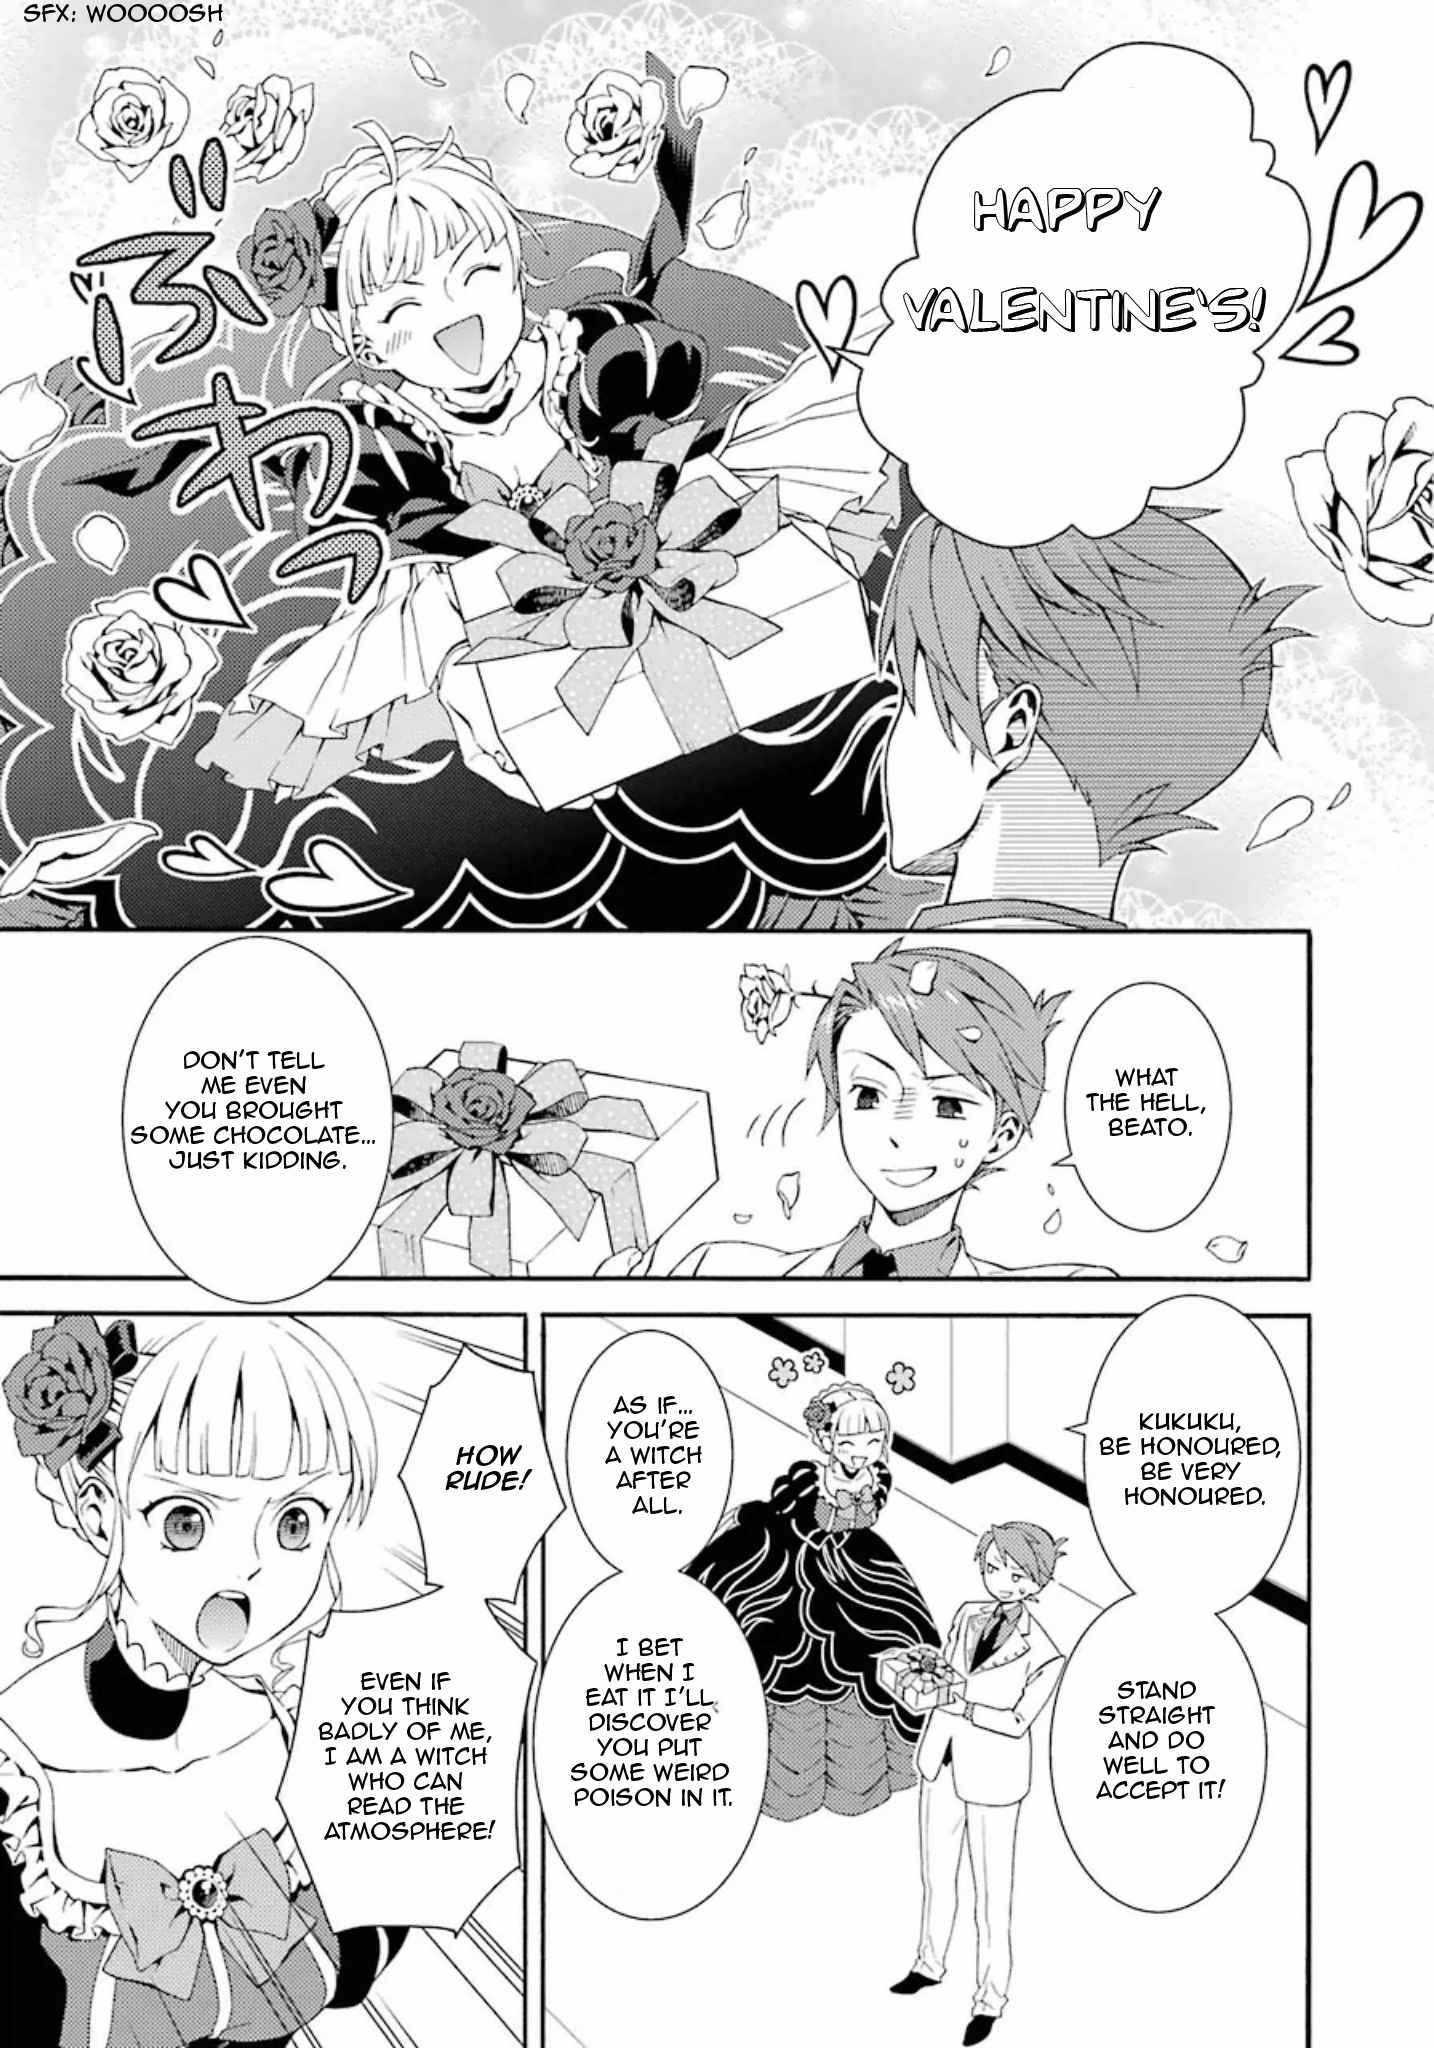 SFX: WOOOOSH
HAPPY
VALENTINE'S!
ぶわっ
WHAT
THE HELL,
BEATO.
DON'T TELL
ME EVEN
YOU BROUGHT
SOME CHOCOLATE...
JUST KIDDING.
KUKUKU,
BE HONOURED,
BE VERY
HONOURED.
STAND
STRAIGHT
AND DO
WELL TO
ACCEPT IT!
AS IF...
YOU'RE
A WITCH
AFTER
ALL.
I BET
WHEN I
EAT IT I'LL
DISCOVER
YOU PUT
SOME WEIRD
POISON IN IT.
HOW
RUDE!
EVEN IF
YOU THINK
BADLY OF ME,
I AM A WITCH
WHO CAN
READ THE
ATMOSPHERE!